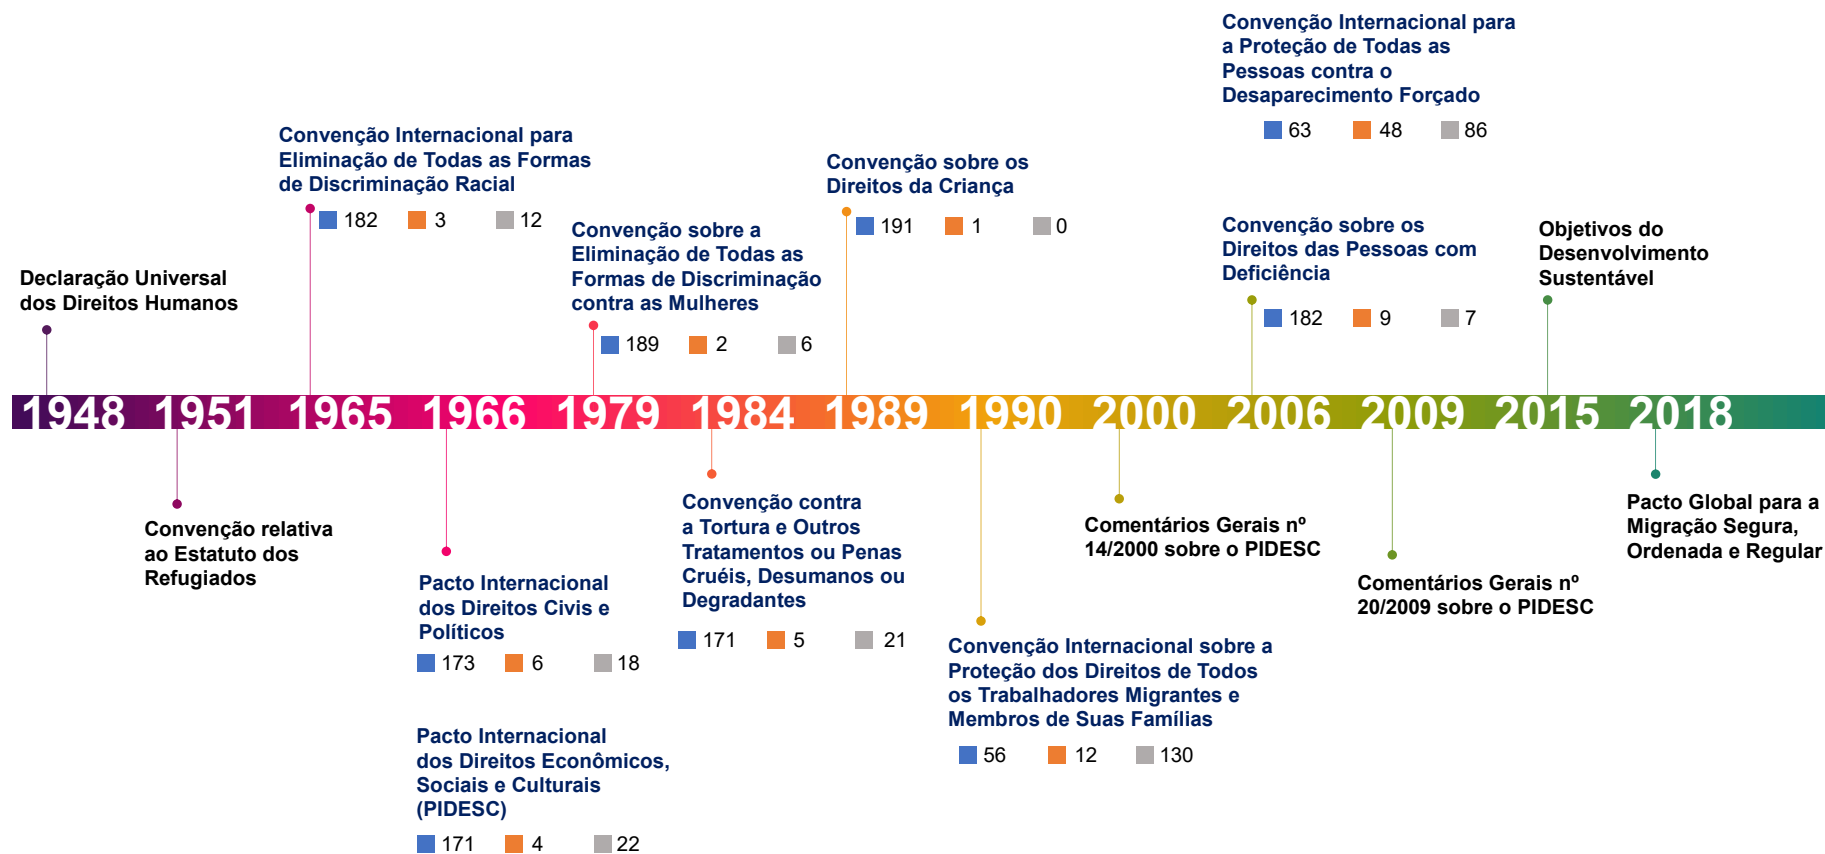 Convenção Internacional para
a Proteção de Todas as
Pessoas contra o
Desaparecimento Forçado
63 48 86
Convenção Internacional para
Eliminação de Todas as Formas
de Discriminação Racial
182 3 12
Convenção sobre os
Direitos da Criança
191 1 0
Convenção sobre a
Eliminação de Todas as
Formas de Discriminação
contra as Mulheres
189 2 6
Convenção sobre os
Direitos das Pessoas com
Deficiência
182 9 7
Objetivos do
Desenvolvimento
Sustentável
Declaração Universal
dos Direitos Humanos
1948 1951 1965 1966 1979 1984 1989 1990 2000 2006 2009 2015 2018
Convenção relativa
ao Estatuto dos
Refugiados
Pacto Internacional
dos Direitos Civis e
Políticos
173 6 18
Pacto Internacional
dos Direitos Econômicos,
Sociais e Culturais
(PIDESC)
171 4 22
Convenção contra
a Tortura e Outros
Tratamentos ou Penas
Cruéis, Desumanos ou
Degradantes
171 5 21
Convenção Internacional sobre a
Proteção dos Direitos de Todos
os Trabalhadores Migrantes e
Membros de Suas Famílias
56 12 130
Comentários Gerais nº
14/2000 sobre o PIDESC
Comentários Gerais nº
20/2009 sobre o PIDESC
Pacto Global para a
Migração Segura,
Ordenada e Regular